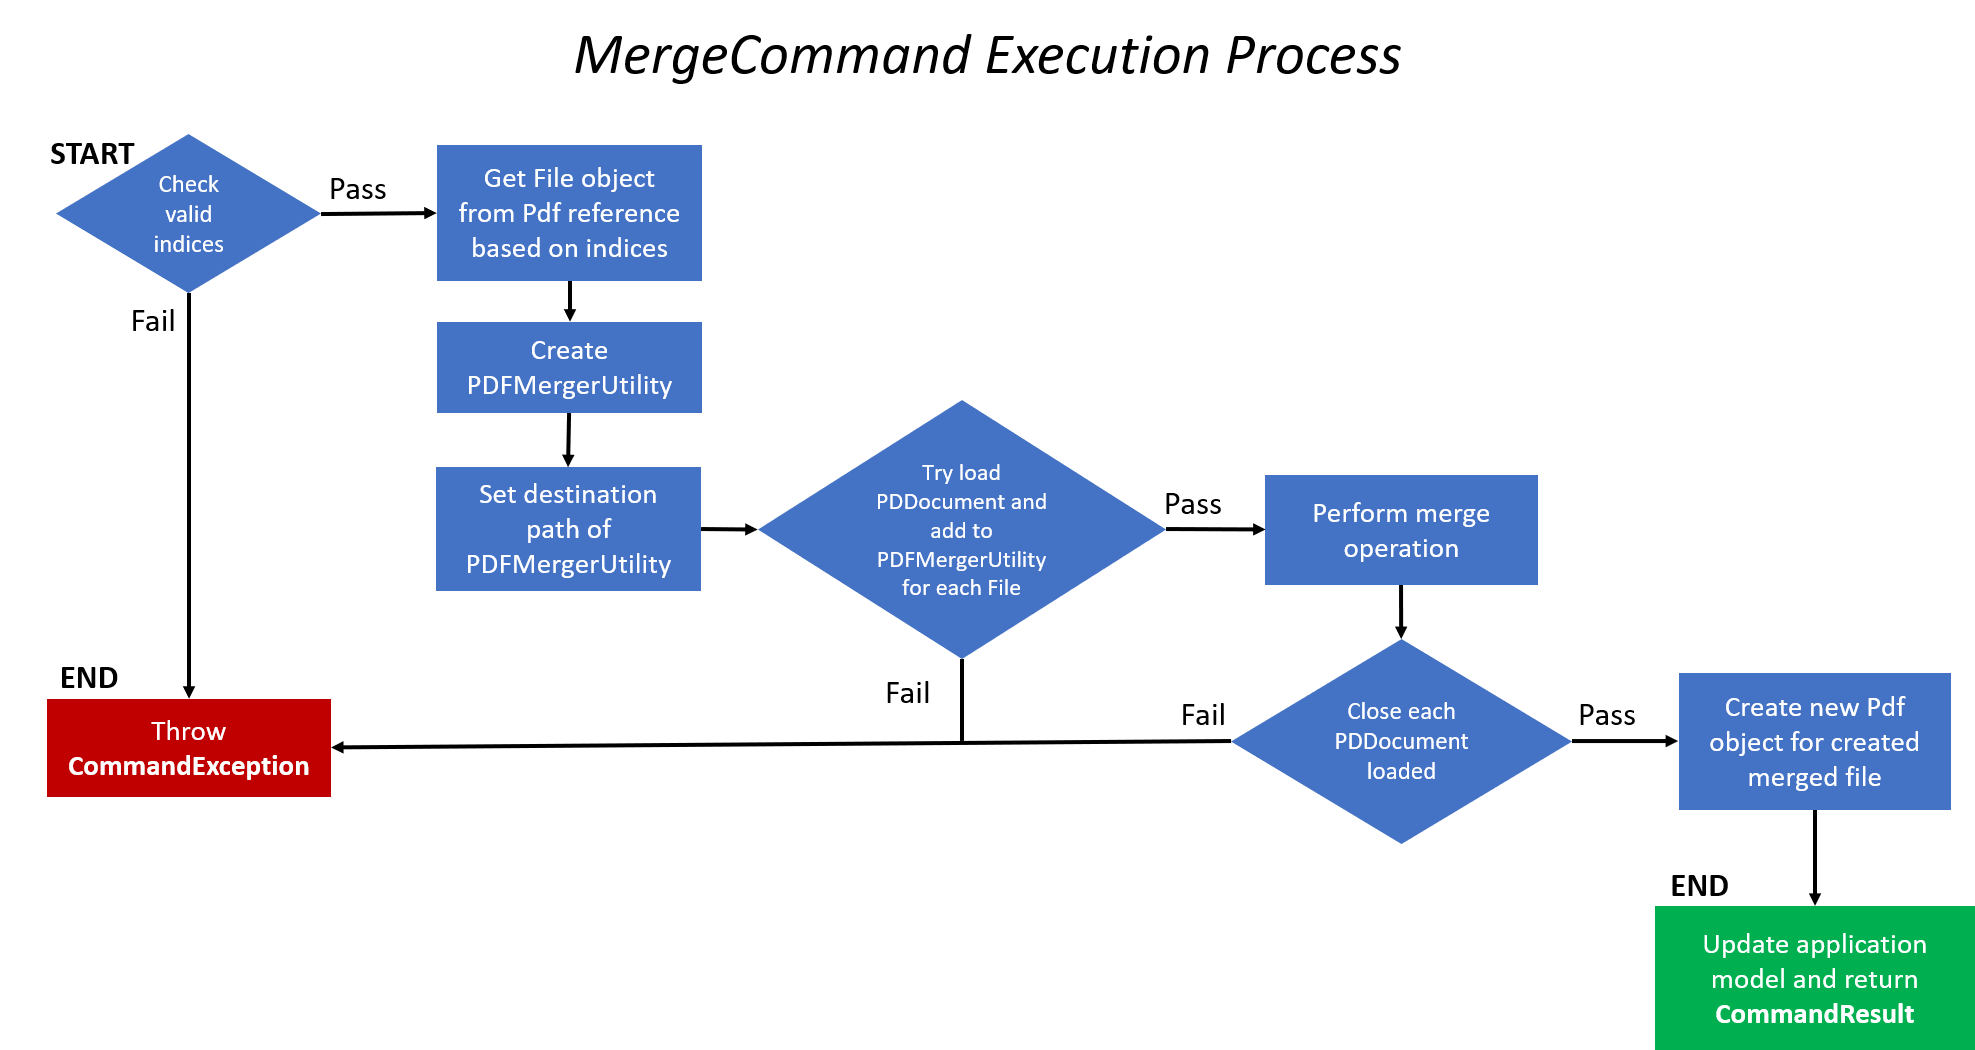 MergeCommand Execution Process
START
Check
valid
indices
Pass
Get File object
from Pdf reference
based on indices
Fail
Create
PDFMergerUtility
Set destination
path of
PDFMergerUtility
Try load
PDDocument and
add to
PDFMergerUtility
for each File
Pass
Perform merge
operation
Fail
END
Throw
CommandException
Fail
Close each
PDDocument
loaded
Pass
Create new Pdf
object for created
merged file
END
Update application
model and return
CommandResult